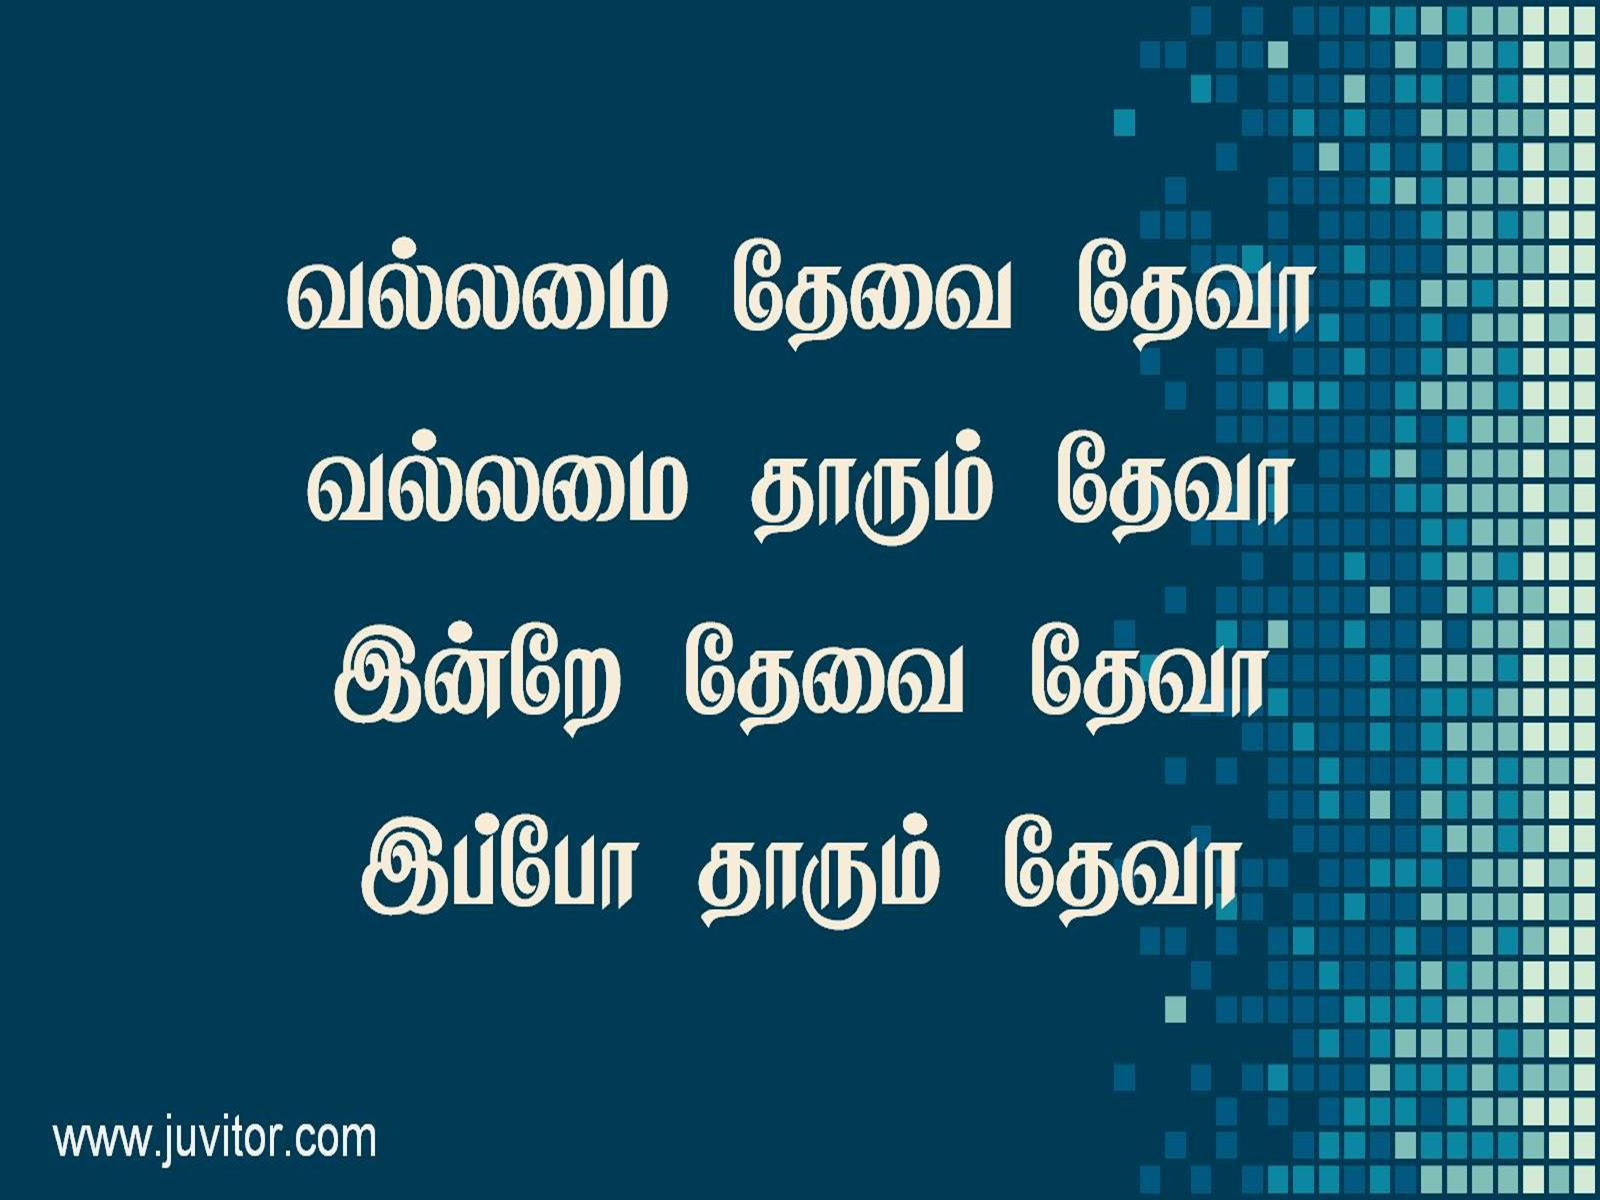 வல்லமை தேவை தேவா
வல்லமை தாரும் தேவா
இன்றே தேவை தேவா
இப்போ தாரும் தேவா
www.juvitor.com